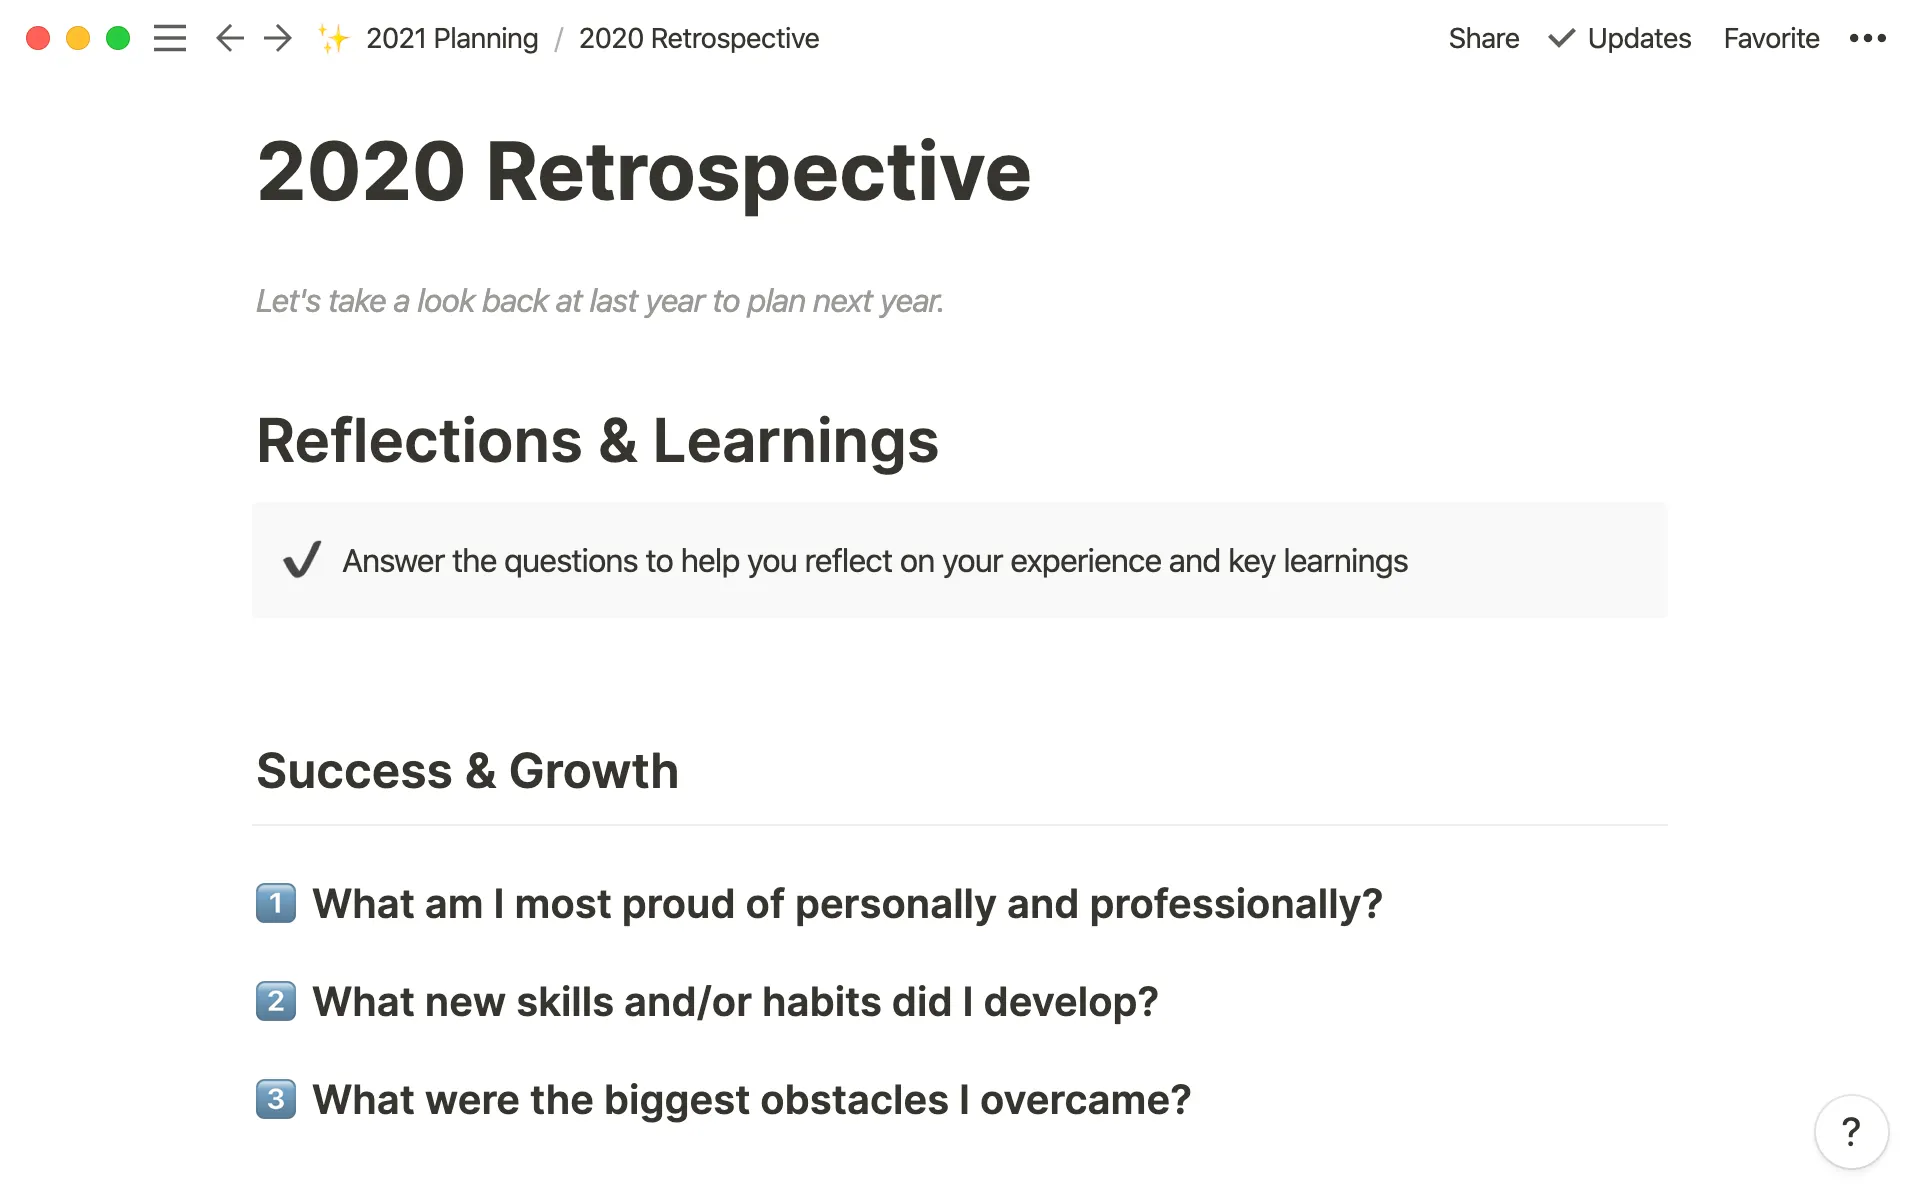 ✨ 2021 Planning / 2020 Retrospective Share ✓ Updates Favorite •••
2020 Retrospective
Let's take a look back at last year to plan next year.
Reflections & Learnings
✔️ Answer the questions to help you reflect on your experience and key learnings
Success & Growth
1️⃣ What am I most proud of personally and professionally?
2️⃣ What new skills and/or habits did I develop?
3️⃣ What were the biggest obstacles I overcame?
?